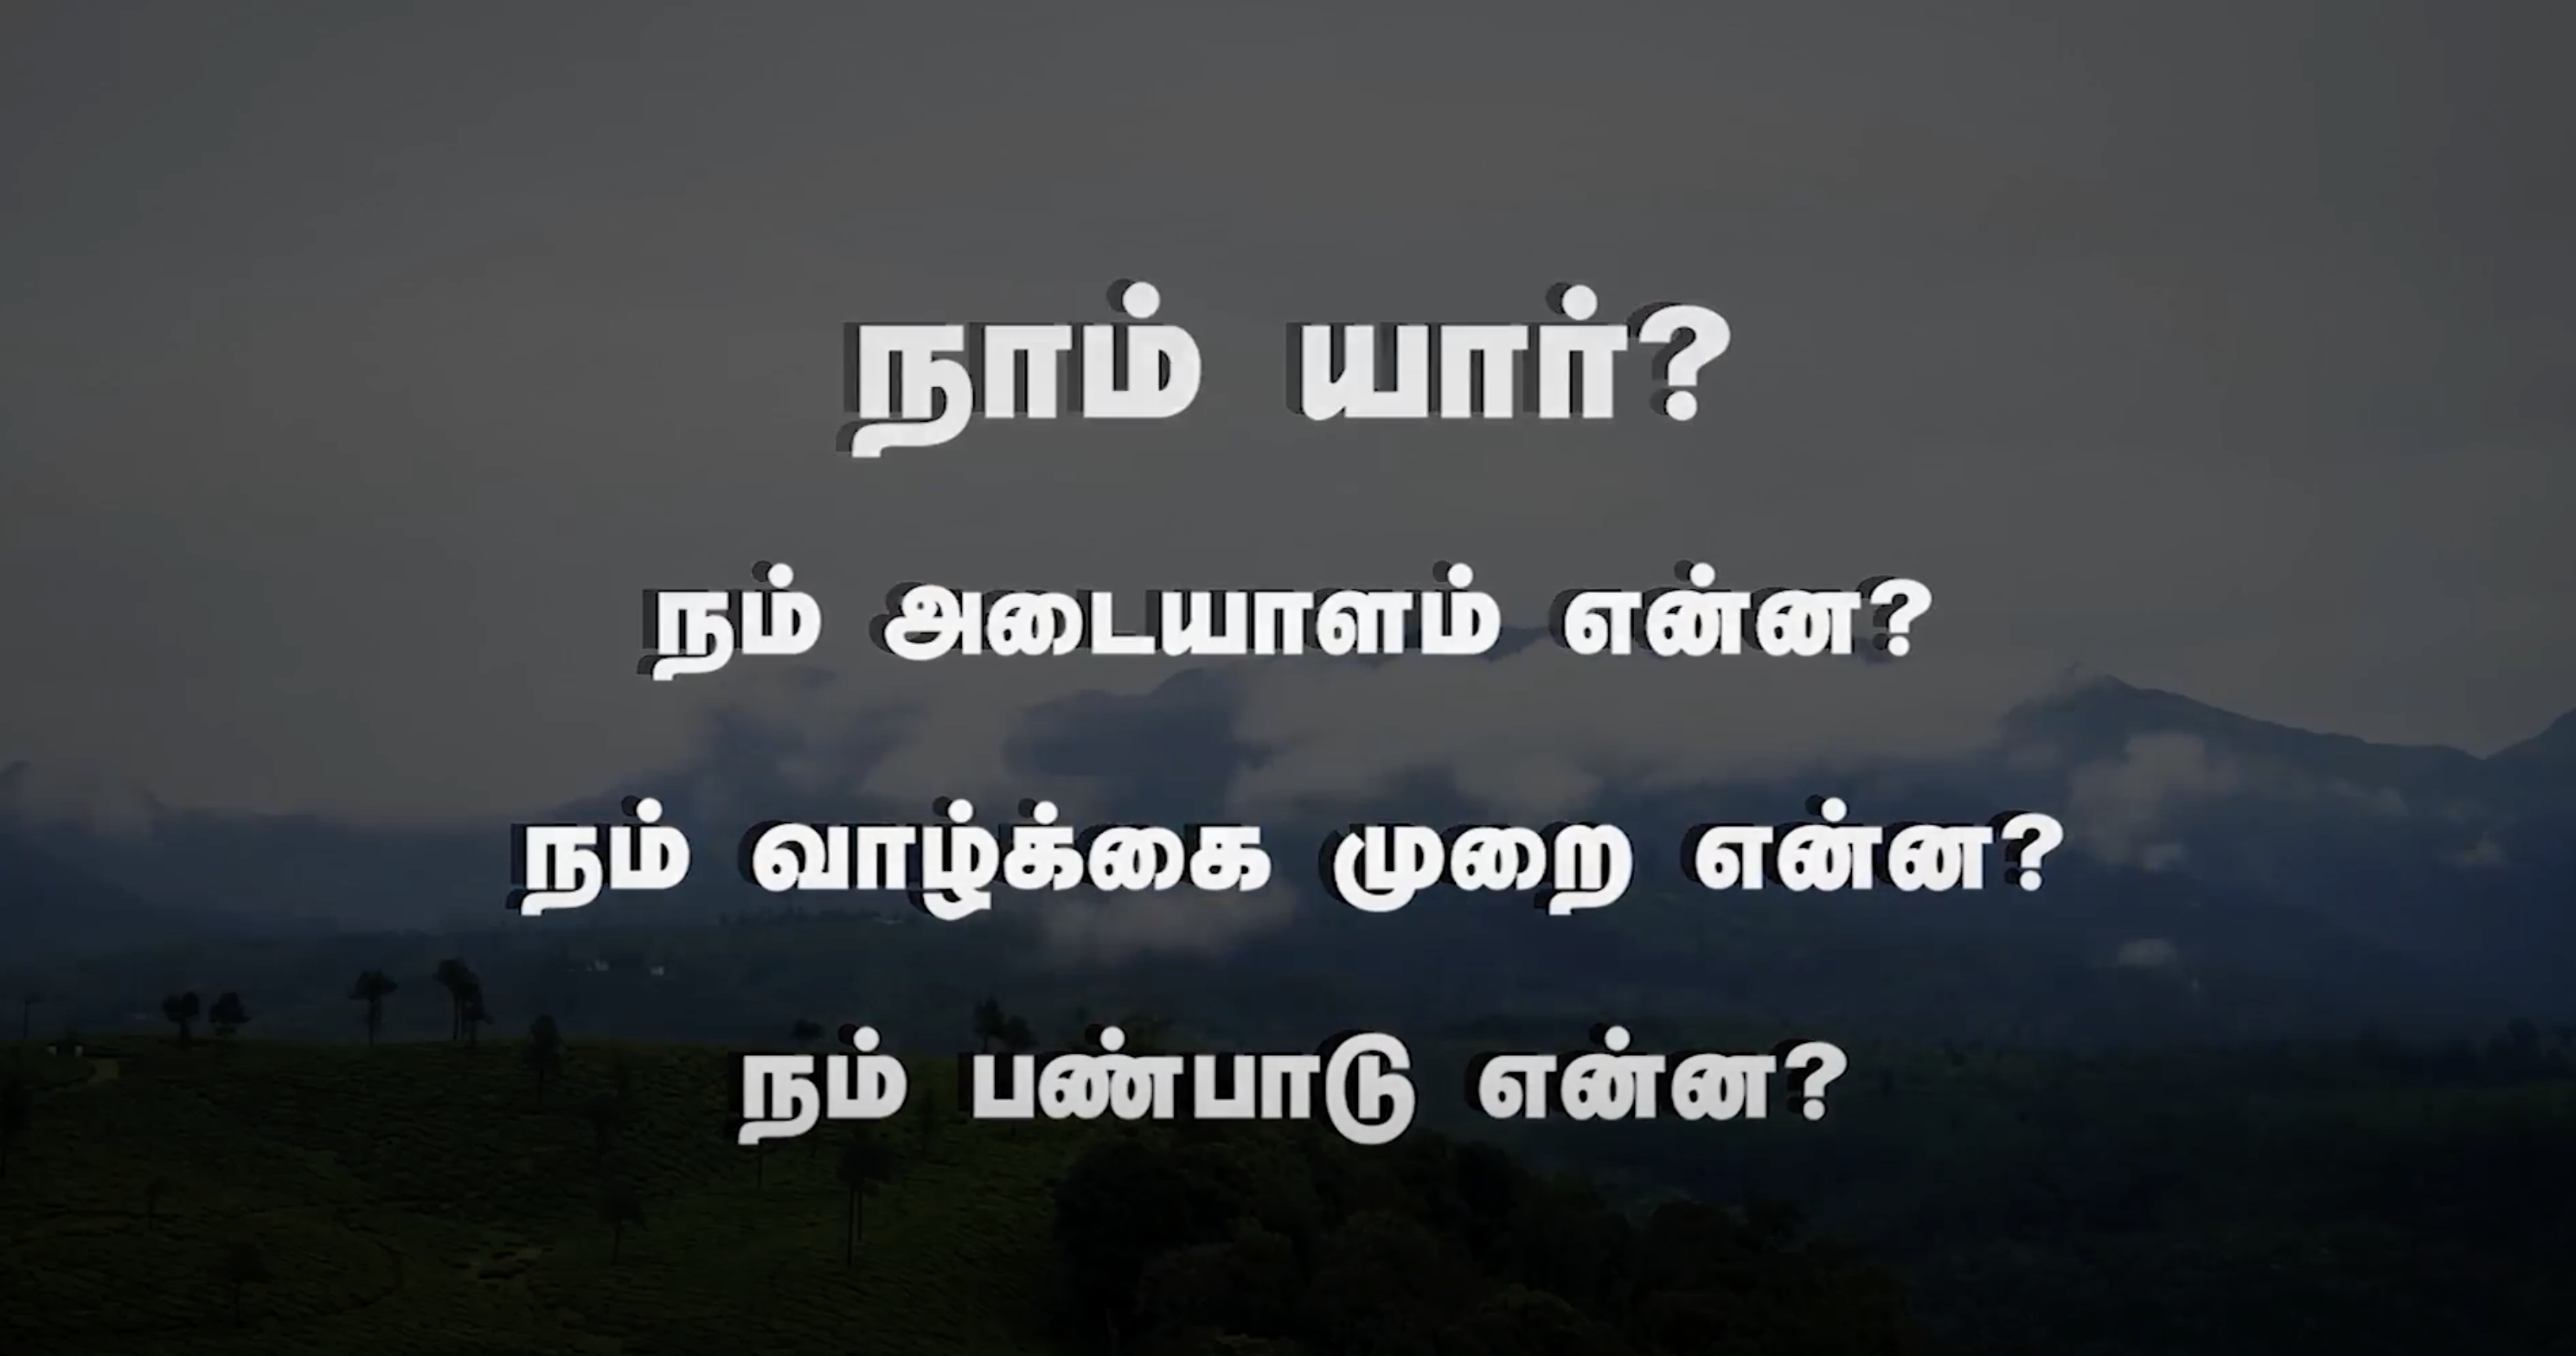 நாம் யார்?
நம் அடையாளம் என்ன?
நம் வாழ்க்கை முறை என்ன?
நம் பண்பாடு என்ன?